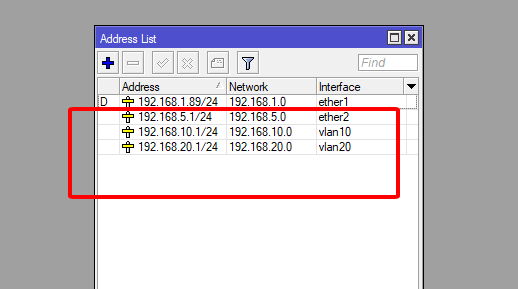 Address List
Find
Address Network Interface
D 192.168.1.89/24 192.168.1.0 ether1
192.168.5.1/24 192.168.5.0 ether2
192.168.10.1/24 192.168.10.0 vlan10
192.168.20.1/24 192.168.20.0 vlan20